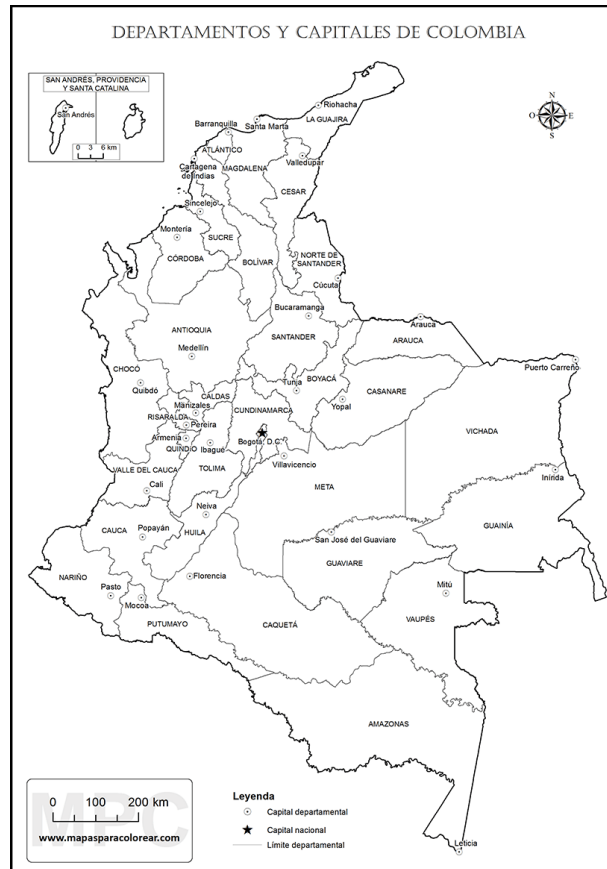 DEPARTAMENTOS Y CAPITALES DE COLOMBIA
SAN ANDRÉS, PROVIDENCIA
Y SANTA CATALINA
San Andrés
0 3 6 km
N
O E
S
Riohacha
LA GUAJIRA
Santa Marta
Barranquilla
ATLÁNTICO
Cartagena
de Indias
MAGDALENA
Valledupar
CESAR
Sincelejo
SUCRE
Montería
CÓRDOBA
BOLÍVAR
NORTE DE
SANTANDER
Cúcuta
Bucaramanga
SANTANDER
Arauca
ARAUCA
ANTIOQUIA
Medellín
CHOCÓ
Quibdó
BOYACÁ
Tunja
CASANARE
Yopal
Puerto Carreño
VICHADA
CALDAS
Manizales
RISARALDA
Pereira
CUNDINAMARCA
Bogotá, D.C.
Armenia
QUINDÍO
Ibagué
TOLIMA
Villavicencio
META
VALLE DEL CAUCA
Cali
Inírida
GUAINÍA
Neiva
HUILA
CAUCA
Popayán
San José del Guaviare
GUAVIARE
NARIÑO
Pasto
Mocoa
PUTUMAYO
Florencia
CAQUETÁ
Mitú
VAUPÉS
AMAZONAS
Leticia
MPC
0 100 200 km
www.mapasparacolorear.com
Leyenda
Capital departamental
Capital nacional
Límite departamental